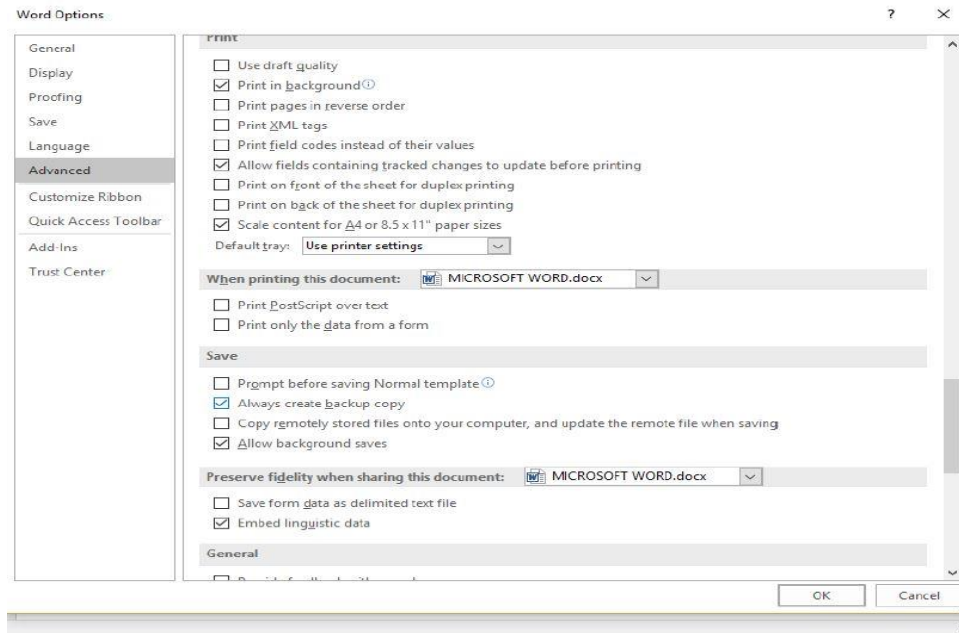 Word Options
?
General
Display
Proofing
Save
Language
Advanced
Customize Ribbon
Quick Access Toolbar
Add-Ins
Trust Center
Print
Use draft quality
Print in background
Print pages in reverse order
Print XML tags
Print field codes instead of their values
Allow fields containing tracked changes to update before printing
Print on front of the sheet for duplex printing
Print on back of the sheet for duplex printing
Scale content for A4 or 8.5 x 11" paper sizes
Default tray: Use printer settings
When printing this document: MICROSOFT WORD.docx
Print PostScript over text
Print only the data from a form
Save
Prompt before saving Normal template
Always create backup copy
Copy remotely stored files onto your computer, and update the remote file when saving
Allow background saves
Preserve fidelity when sharing this document: MICROSOFT WORD.docx
Save form data as delimited text file
Embed linguistic data
General
OK Cancel